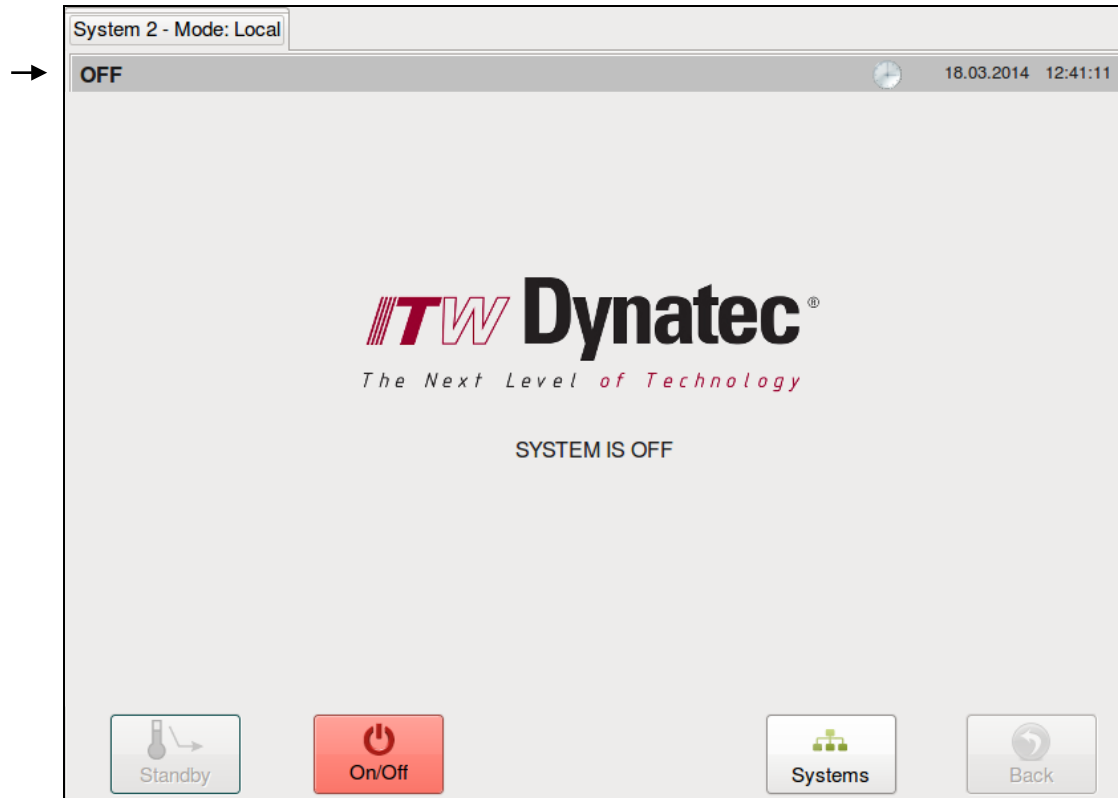 System 2 - Mode: Local
OFF 18.03.2014 12:41:11
ITW Dynatec®
The Next Level of Technology
SYSTEM IS OFF
Standby On/Off Systems Back